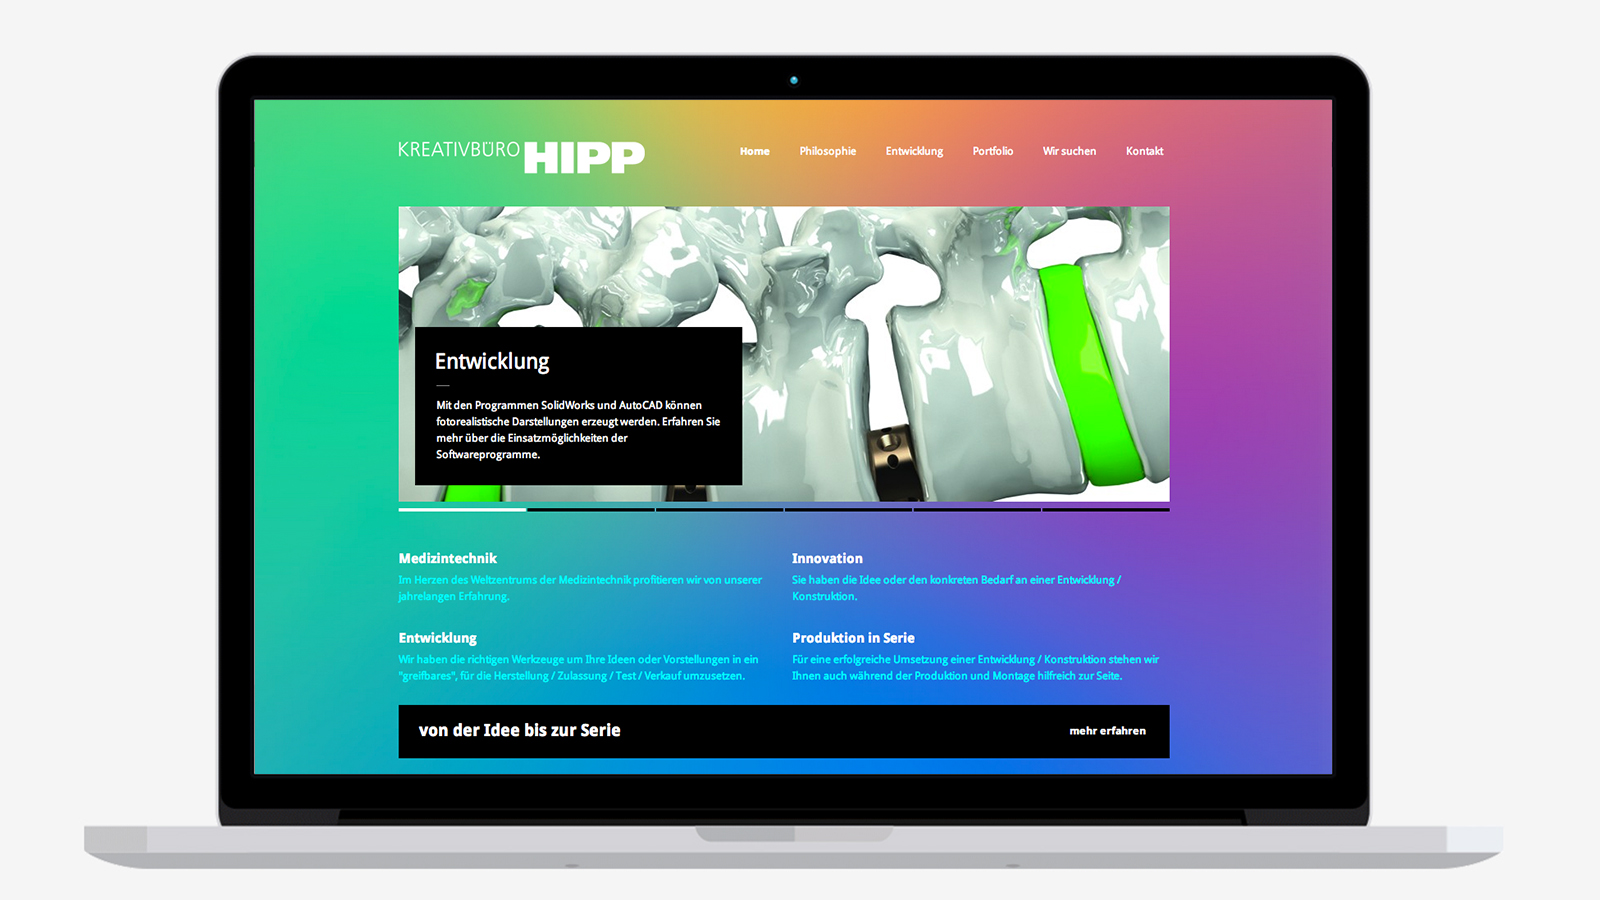 KREATIVBÜRO HIPP
Home Philosophie Entwicklung Portfolio Wir suchen Kontakt
Entwicklung
Mit den Programmen SolidWorks und AutoCAD können
fotorealistische Darstellungen erzeugt werden. Erfahren Sie
mehr über die Einsatzmöglichkeiten der
Softwareprogramme.
Medizintechnik
Im Herzen des Weltzentrums der Medizintechnik profitieren wir von unserer
jahrelangen Erfahrung.
Innovation
Sie haben die Idee oder den konkreten Bedarf an einer Entwicklung /
Konstruktion.
Entwicklung
Wir haben die richtigen Werkzeuge um Ihre Ideen oder Vorstellungen in ein
"greifbares", für die Herstellung / Zulassung / Test / Verkauf umzusetzen.
Produktion in Serie
Für eine erfolgreiche Umsetzung einer Entwicklung / Konstruktion stehen wir
Ihnen auch während der Produktion und Montage hilfreich zur Seite.
von der Idee bis zur Serie
mehr erfahren